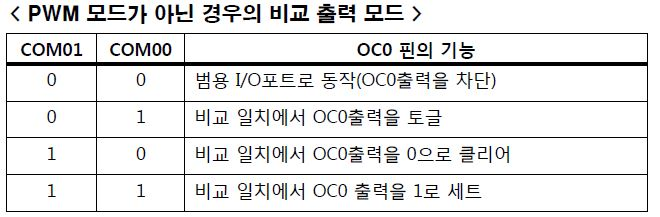 < PWM 모드가 아닌 경우의 비교 출력 모드 >
COM01 COM00 OC0 핀의 기능
0 0 범용 I/O포트로 동작(OC0출력을 차단)
0 1 비교 일치에서 OC0출력을 토글
1 0 비교 일치에서 OC0출력을 0으로 클리어
1 1 비교 일치에서 OC0 출력을 1로 세트